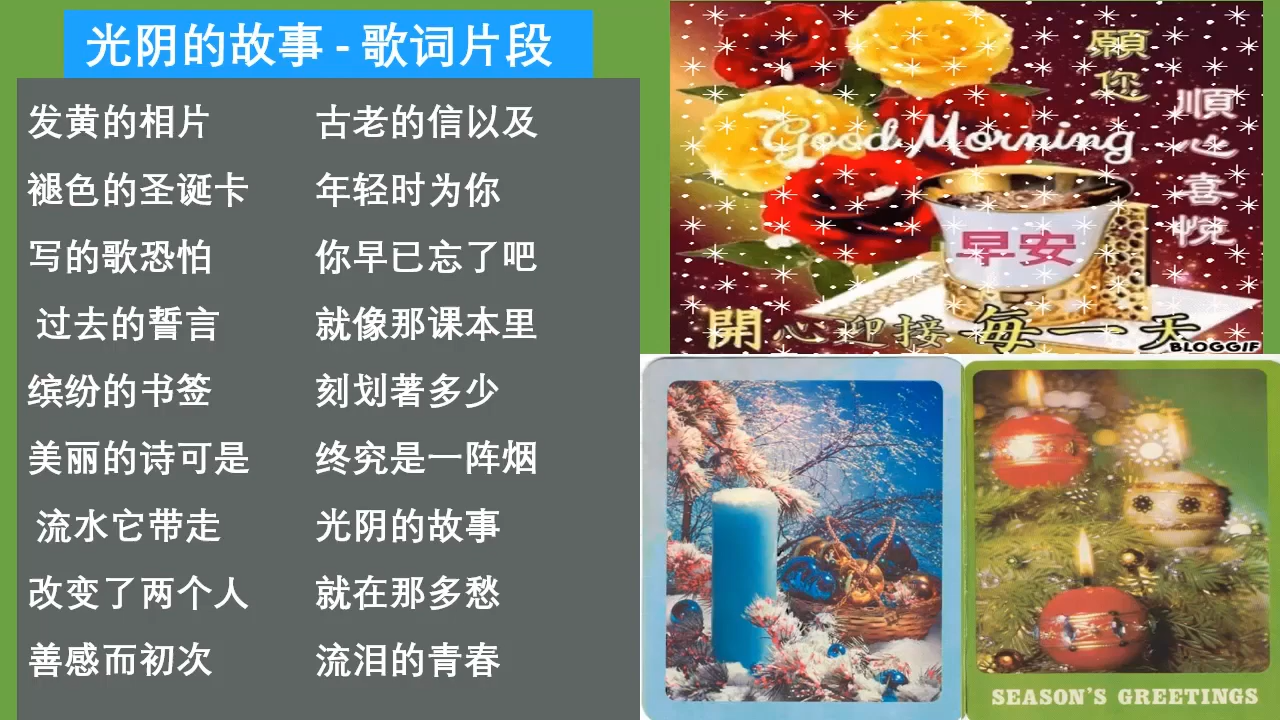 光阴的故事 - 歌词片段
发黄的相片 古老的信以及
褪色的圣诞卡 年轻时为你
写的歌恐怕 你早已忘了吧
过去的誓言 就像那课本里
缤纷的书签 刻划著多少
美丽的诗可是 终究是一阵烟
流水它带走 光阴的故事
改变了两个人 就在那多愁
善感而初次 流泪的青春
願您
順心喜悅
Good Morning
早安
開心迎接每一天
BLOGGIF
SEASON'S GREETINGS